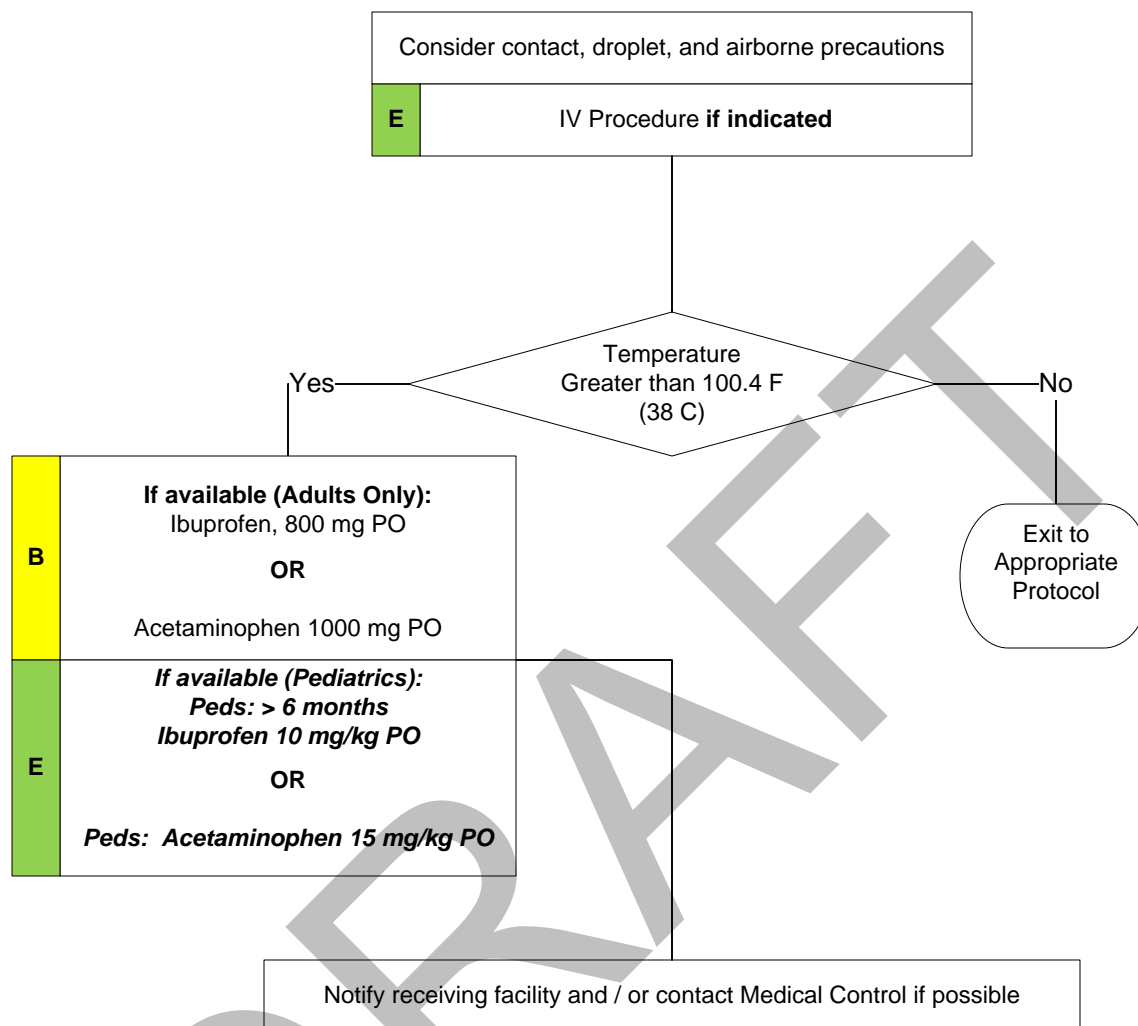 Consider contact, droplet, and airborne precautions
E
IV Procedure if indicated
Temperature
Greater than 100.4 F
(38 C)
Yes
No
B
If available (Adults Only):
Ibuprofen, 800 mg PO
OR
Acetaminophen 1000 mg PO
Exit to
Appropriate
Protocol
E
If available (Pediatrics):
Peds: > 6 months
Ibuprofen 10 mg/kg PO
OR
Peds: Acetaminophen 15 mg/kg PO
Notify receiving facility and / or contact Medical Control if possible
DRAFT